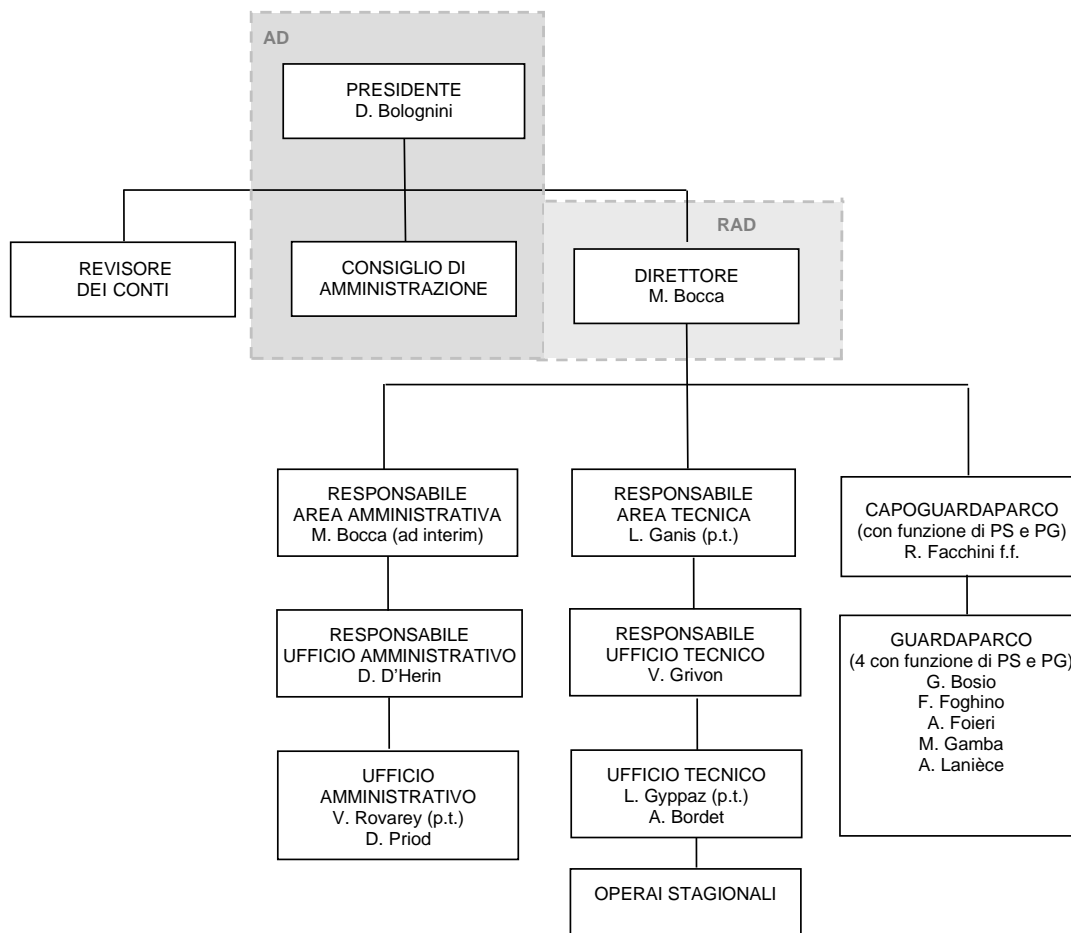 AD
PRESIDENTE
D. Bolognini
RAD
REVISORE
DEI CONTI
CONSIGLIO DI
AMMINISTRAZIONE
DIRETTORE
M. Bocca
RESPONSABILE
AREA AMMINISTRATIVA
M. Bocca (ad interim)
RESPONSABILE
AREA TECNICA
L. Ganis (p.t.)
CAPOGUARDAPARCO
(con funzione di PS e PG)
R. Facchini f.f.
RESPONSABILE
UFFICIO AMMINISTRATIVO
D. D'Herin
RESPONSABILE
UFFICIO TECNICO
V. Grivon
GUARDAPARCO
(4 con funzione di PS e PG)
G. Bosio
F. Foghino
A. Foieri
M. Gamba
A. Lanièce
UFFICIO
AMMINISTRATIVO
V. Rovarey (p.t.)
D. Priod
UFFICIO TECNICO
L. Gyppaz (p.t.)
A. Bordet
OPERAI STAGIONALI